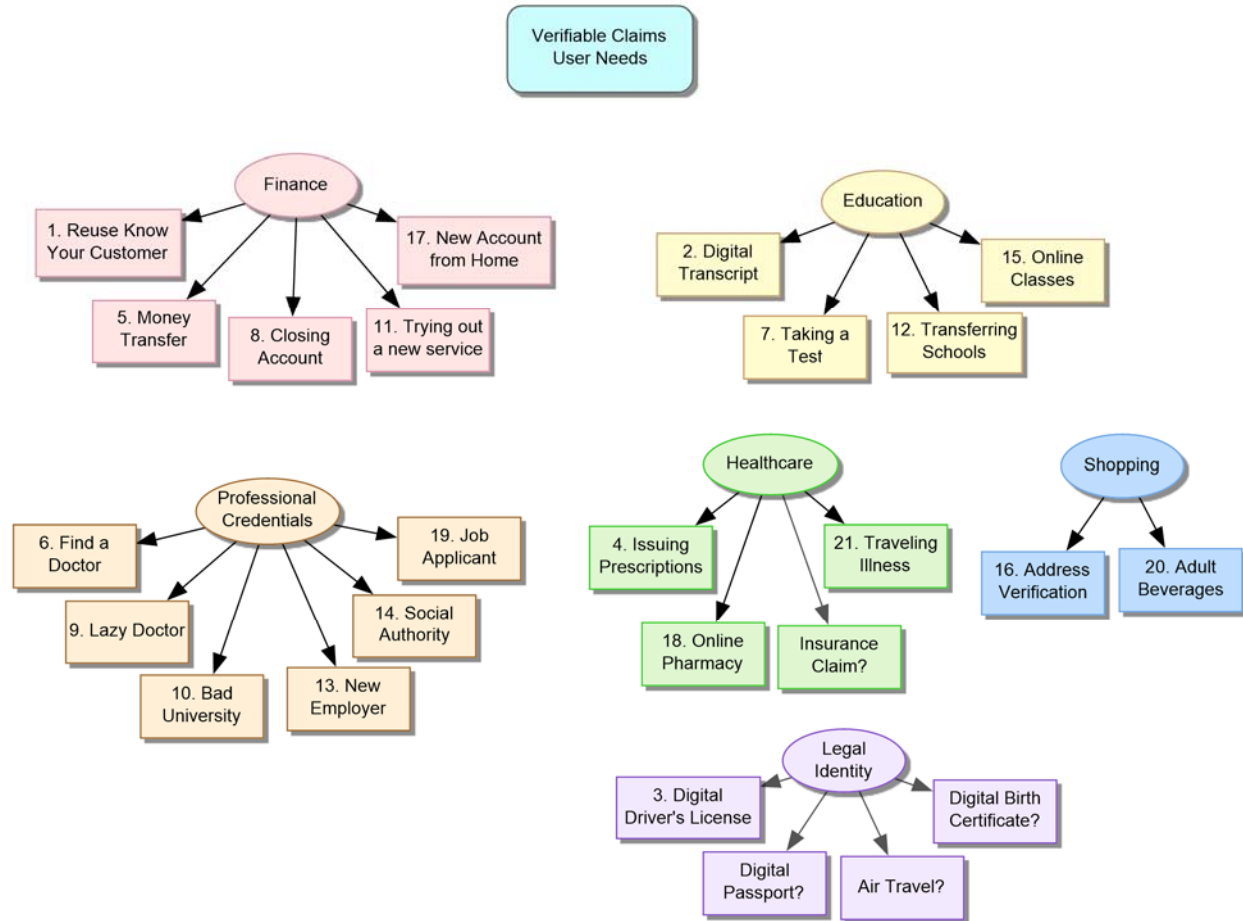 Verifiable Claims
User Needs
Finance
1. Reuse Know
Your Customer
17. New Account
from Home
5. Money
Transfer
8. Closing
Account
11. Trying out
a new service
Education
2. Digital
Transcript
15. Online
Classes
7. Taking a
Test
12. Transferring
Schools
Professional
Credentials
6. Find a
Doctor
19. Job
Applicant
9. Lazy Doctor
14. Social
Authority
10. Bad
University
13. New
Employer
Healthcare
4. Issuing
Prescriptions
21. Traveling
Illness
18. Online
Pharmacy
Insurance
Claim?
Shopping
16. Address
Verification
20. Adult
Beverages
Legal
Identity
3. Digital
Driver's License
Digital Birth
Certificate?
Digital
Passport?
Air Travel?